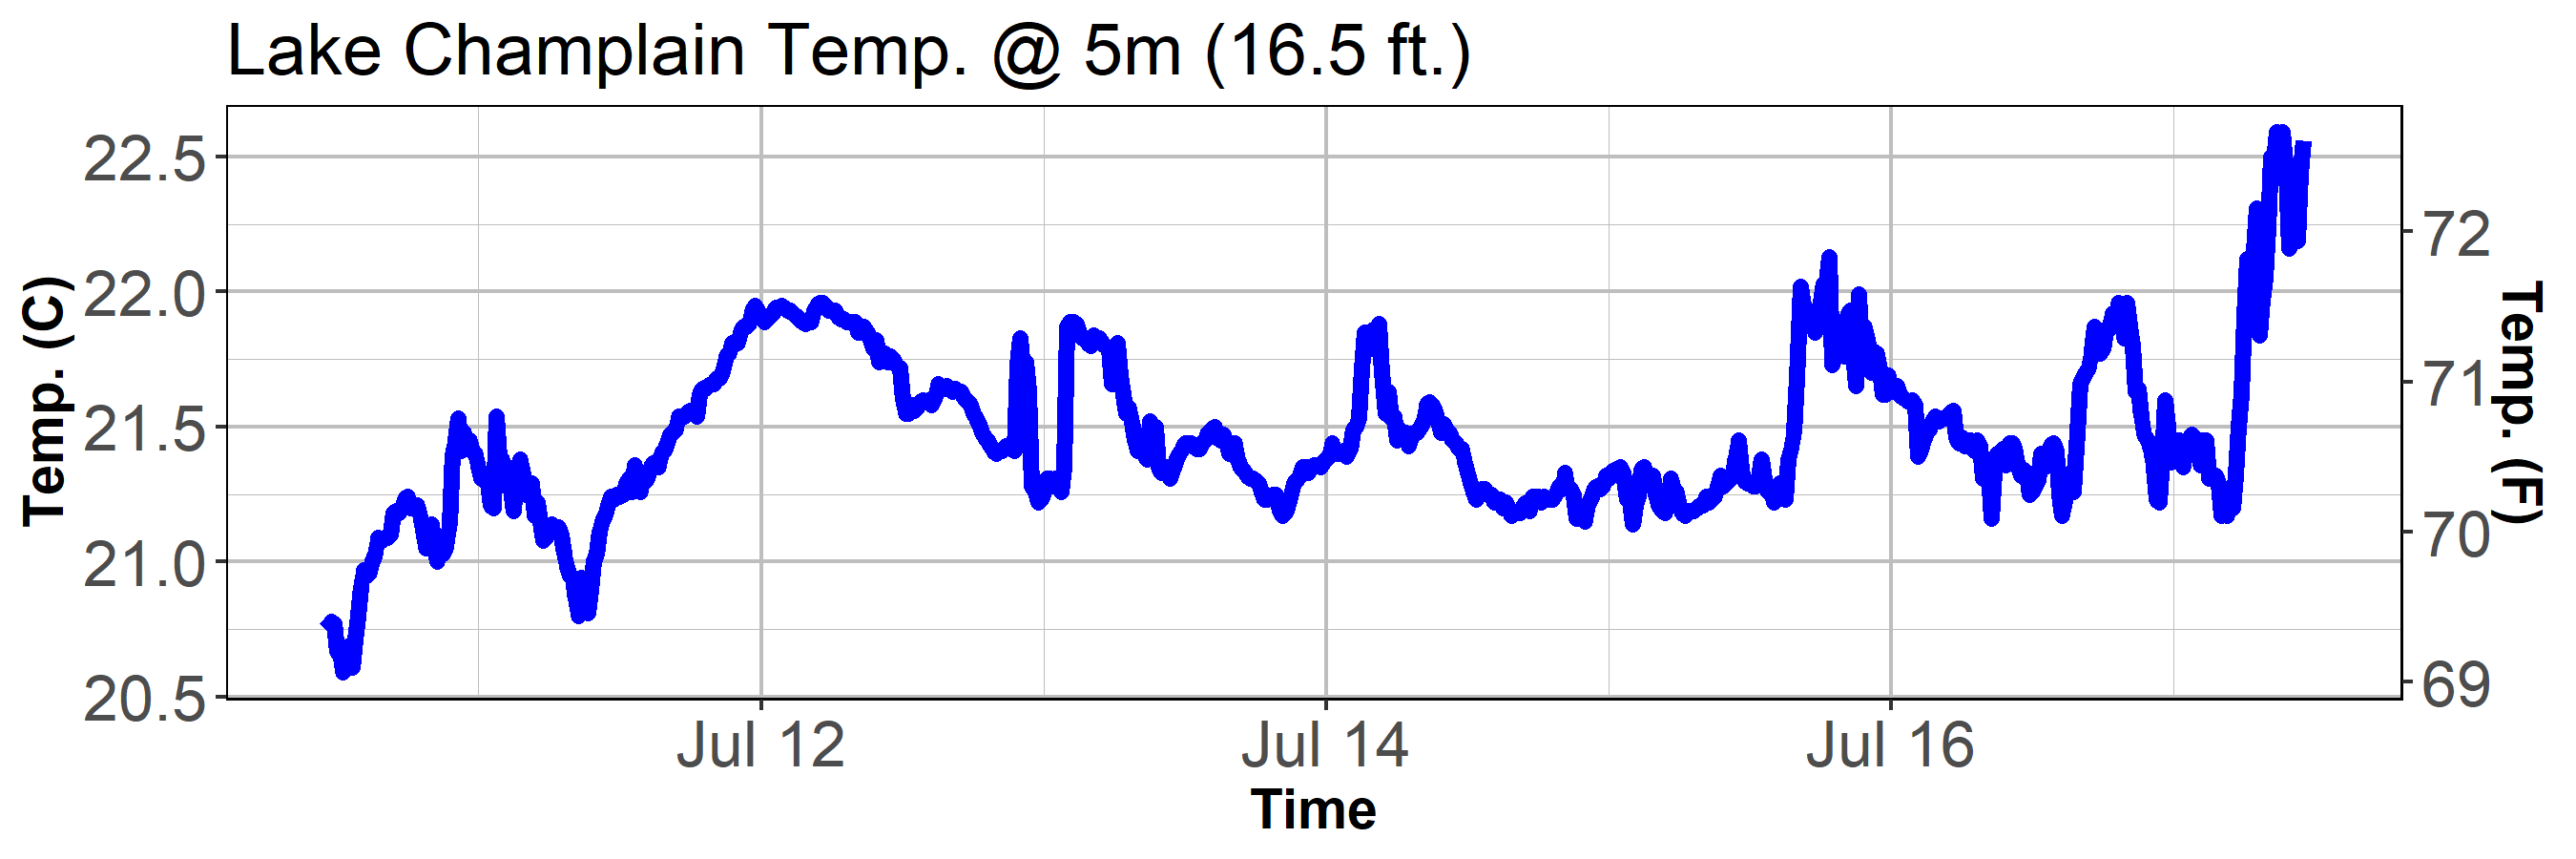 Lake Champlain Temp. @ 5m (16.5 ft.)
22.5
22.0
21.5
21.0
20.5
Temp. (C)
72
71
70
69
Temp. (F)
Jul 12 Jul 14 Jul 16
Time